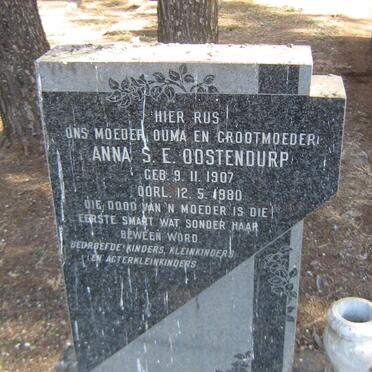 HIER RUS
ONS MOEDER, OUMA EN GROOTMOEDER
ANNA S. E. OOSTENDURP
GEB. 9. 11. 1907
OORL. 12. 5. 1980
DIE DOOD VAN 'N MOEDER IS DIE
EERSTE SMART WAT SONDER HAAR
BEWEEN WORD.
BEDROEFDE KINDERS, KLEINKINDERS
EN AGTERKLEINKINDERS